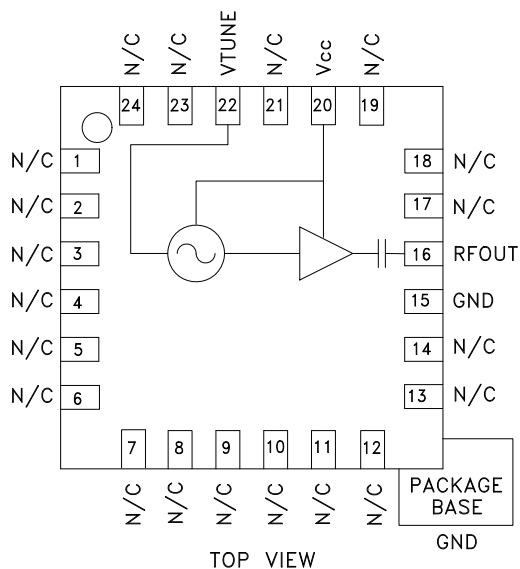 N/C N/C VTUNE N/C Vcc N/C
24 23 22 21 20 19
N/C 1
N/C 2
N/C 3
N/C 4
N/C 5
N/C 6
18 N/C
17 N/C
16 RFOUT
15 GND
14 N/C
13 N/C
7 8 9 10 11 12
N/C N/C N/C N/C N/C N/C
PACKAGE
BASE
GND
TOP VIEW